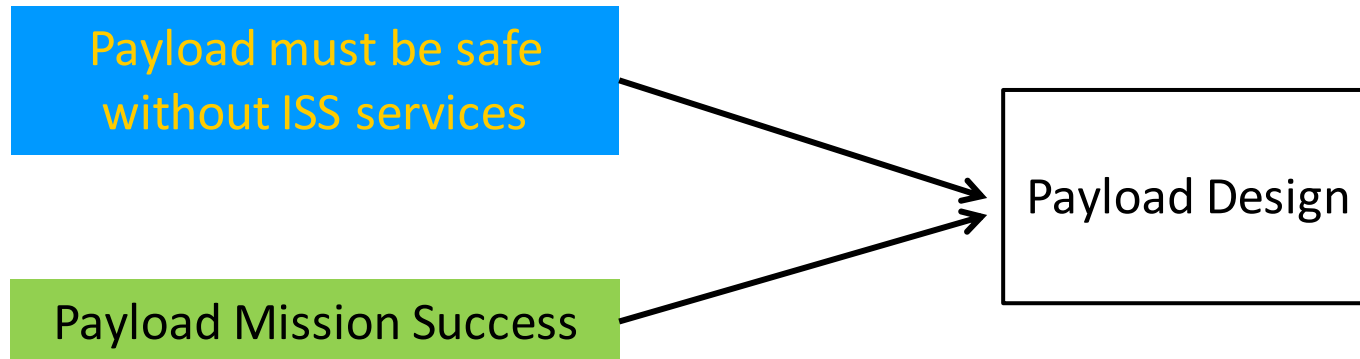 Payload must be safe
without ISS services
Payload Design
Payload Mission Success